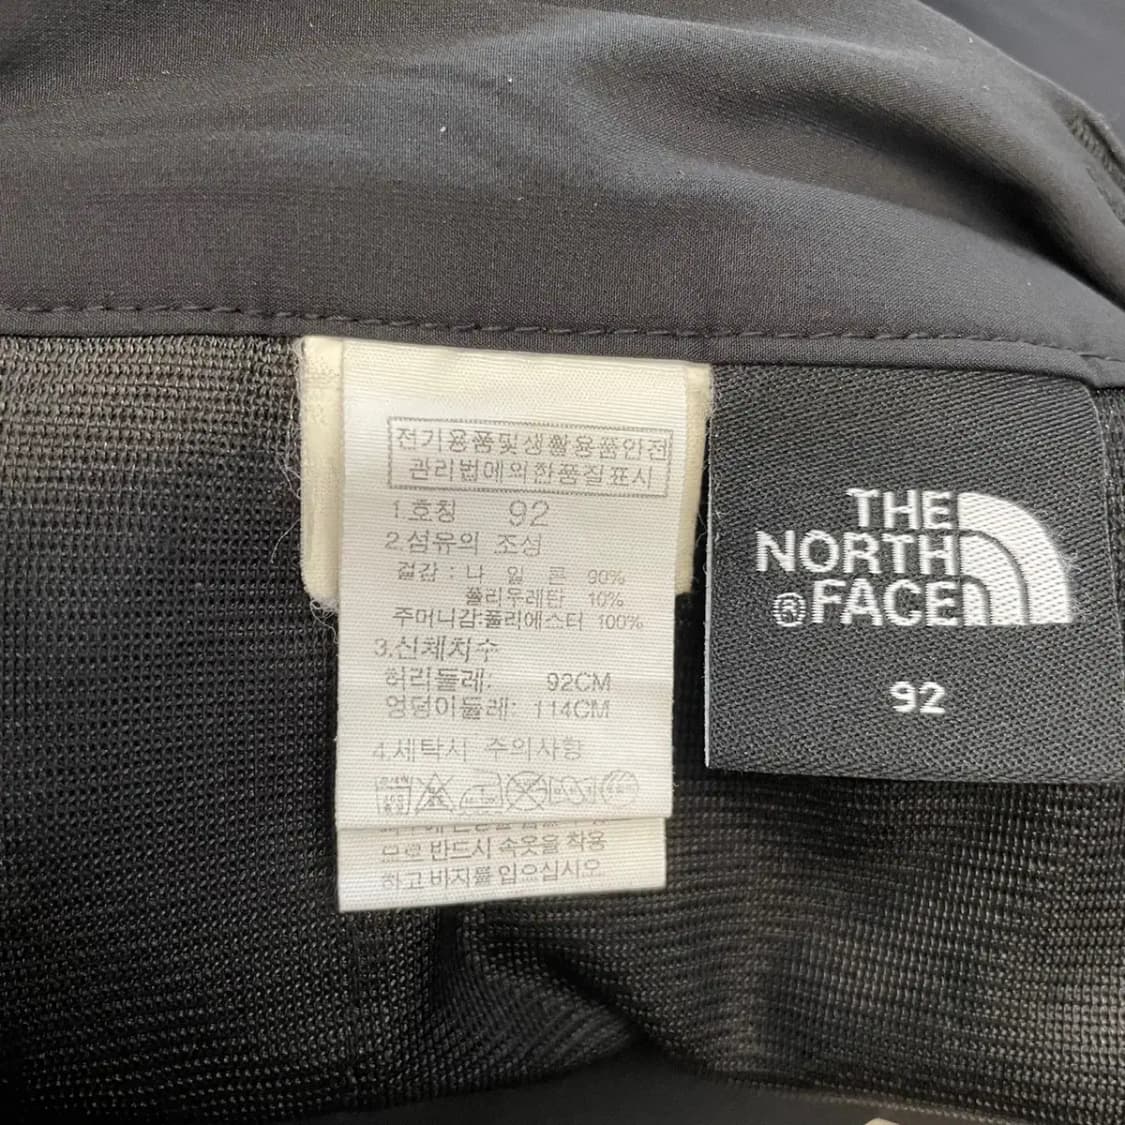 전기용품및생활용품안전
관리법에의한품질표시
1.호칭 92
2.섬유의 조성
겉감 : 나 일 론 90%
폴리우레탄 10%
주머니감:폴리에스터 100%
3.신체치수
허리둘레: 92CM
엉덩이둘레: 114CM
4.세탁시 주의사항
므로 반드시 속옷을 착용
하고 바지를 입으십시오.
THE
NORTH
® FACE
92